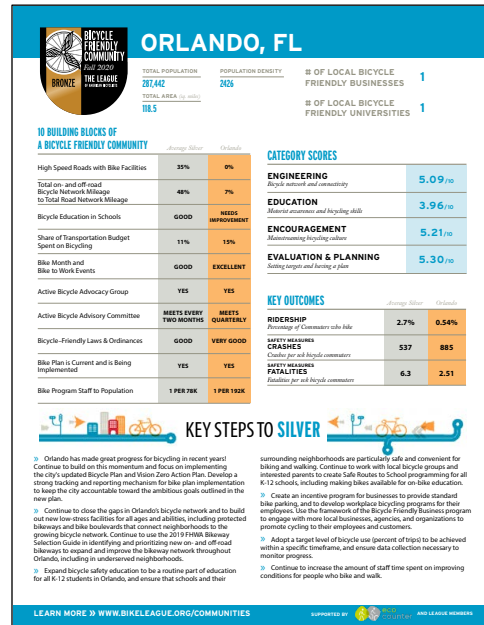 BICYCLE
FRIENDLY
COMMUNITY
Fall 2020
BRONZE
THE LEAGUE
OF AMERICAN BICYCLISTS
ORLANDO, FL
TOTAL POPULATION
287,442
POPULATION DENSITY
2426
TOTAL AREA (sq. miles)
118.5
# OF LOCAL BICYCLE
FRIENDLY BUSINESSES 1
# OF LOCAL BICYCLE
FRIENDLY UNIVERSITIES 1
10 BUILDING BLOCKS OF
A BICYCLE FRIENDLY COMMUNITY
Average Silver Orlando
High Speed Roads with Bike Facilities 35% 0%
Total on- and off-road
Bicycle Network Mileage
to Total Road Network Mileage
48% 7%
Bicycle Education in Schools GOOD NEEDS
IMPROVEMENT
Share of Transportation Budget
Spent on Bicycling
11% 15%
Bike Month and
Bike to Work Events
GOOD EXCELLENT
Active Bicycle Advocacy Group YES YES
Active Bicycle Advisory Committee MEETS EVERY
TWO MONTHS
MEETS
QUARTERLY
Bicycle–Friendly Laws & Ordinances GOOD VERY GOOD
Bike Plan is Current and is Being
Implemented
YES YES
Bike Program Staff to Population 1 PER 78K 1 PER 192K
CATEGORY SCORES
ENGINEERING
Bicycle network and connectivity
5.09/10
EDUCATION
Motorist awareness and bicycling skills
3.96/10
ENCOURAGEMENT
Mainstreaming bicycling culture
5.21/10
EVALUATION & PLANNING
Setting targets and having a plan
5.30/10
KEY OUTCOMES
Average Silver Orlando
RIDERSHIP
Percentage of Commuters who bike
2.7% 0.54%
SAFETY MEASURES
CRASHES
Crashes per 10k bicycle commuters
537 885
SAFETY MEASURES
FATALITIES
Fatalities per 10k bicycle commuters
6.3 2.51
KEY STEPS TO SILVER
» Orlando has made great progress for bicycling in recent years!
Continue to build on this momentum and focus on implementing
the city's updated Bicycle Plan and Vision Zero Action Plan. Develop a
strong tracking and reporting mechanism for bike plan implementation
to keep the city accountable toward the ambitious goals outlined in the
new plan.
» Continue to close the gaps in Orlando's bicycle network and to build
out new low-stress facilities for all ages and abilities, including protected
bikeways and bike boulevards that connect neighborhoods to the
growing bicycle network. Continue to use the 2019 FHWA Bikeway
Selection Guide in identifying and prioritizing new on- and off-road
bikeways to expand and improve the bikeway network throughout
Orlando, including in underserved neighborhoods.
» Expand bicycle safety education to be a routine part of education
for all K-12 students in Orlando, and ensure that schools and their
surrounding neighborhoods are particularly safe and convenient for
biking and walking. Continue to work with local bicycle groups and
interested parents to create Safe Routes to School programming for all
K-12 schools, including making bikes available for on-bike education.
» Create an incentive program for businesses to provide standard
bike parking, and to develop workplace bicycling programs for their
employees. Use the framework of the Bicycle Friendly Business program
to engage with more local businesses, agencies, and organizations to
promote cycling to their employees and customers.
» Adopt a target level of bicycle use (percent of trips) to be achieved
within a specific timeframe, and ensure data collection necessary to
monitor progress.
» Continue to increase the amount of staff time spent on improving
conditions for people who bike and walk.
LEARN MORE » WWW.BIKELEAGUE.ORG/COMMUNITIES
SUPPORTED BY eco
counter AND LEAGUE MEMBERS